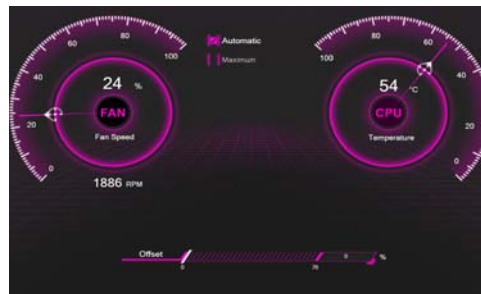 80
60
100
40
20
0
24 %
FAN
Fan Speed
1886 RPM
Automatic
Maximum
80
60
100
40
20
0
54 °C
CPU
Temperature
Offset
0
76
0 %